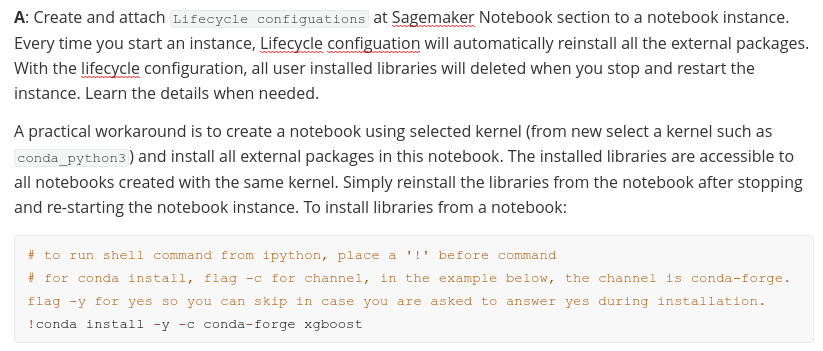 A: Create and attach Lifecycle configuations at Sagemaker Notebook section to a notebook instance.
Every time you start an instance, Lifecycle configuation will automatically reinstall all the external packages.
With the lifecycle configuration, all user installed libraries will deleted when you stop and restart the
instance. Learn the details when needed.
A practical workaround is to create a notebook using selected kernel (from new select a kernel such as
conda_python3) and install all external packages in this notebook. The installed libraries are accessible to
all notebooks created with the same kernel. Simply reinstall the libraries from the notebook after stopping
and re-starting the notebook instance. To install libraries from a notebook:
# to run shell command from ipython, place a '!' before command
# for conda install, flag -c for channel, in the example below, the channel is conda-forge.
flag -y for yes so you can skip in case you are asked to answer yes during installation.
!conda install -y -c conda-forge xgboost